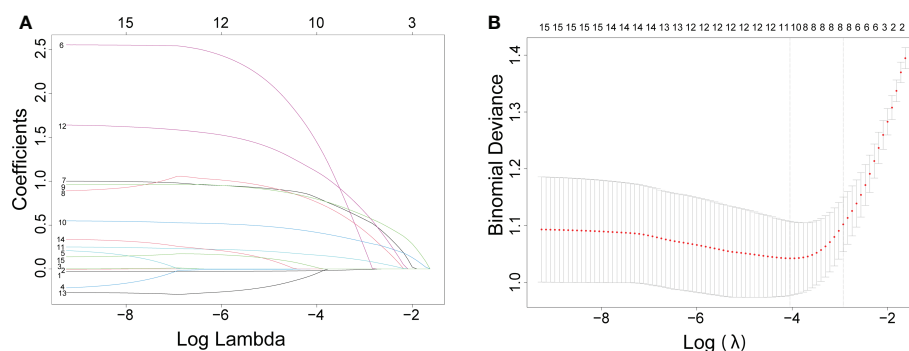 A
15 12 10 3
Coefficients
2.5
2.0
1.5
1.0
0.5
0.0
6
12
7
9
8
10
14
11
5
15
3
2
1
4
13
−8 −6 −4 −2
Log Lambda
B
15 15 15 15 15 14 14 14 14 13 13 12 12 12 12 12 12 11 10 8 8 8 8 8 6 6 6 3 2 2
Binomial Deviance
1.4
1.3
1.2
1.1
1.0
−8 −6 −4 −2
Log (λ)